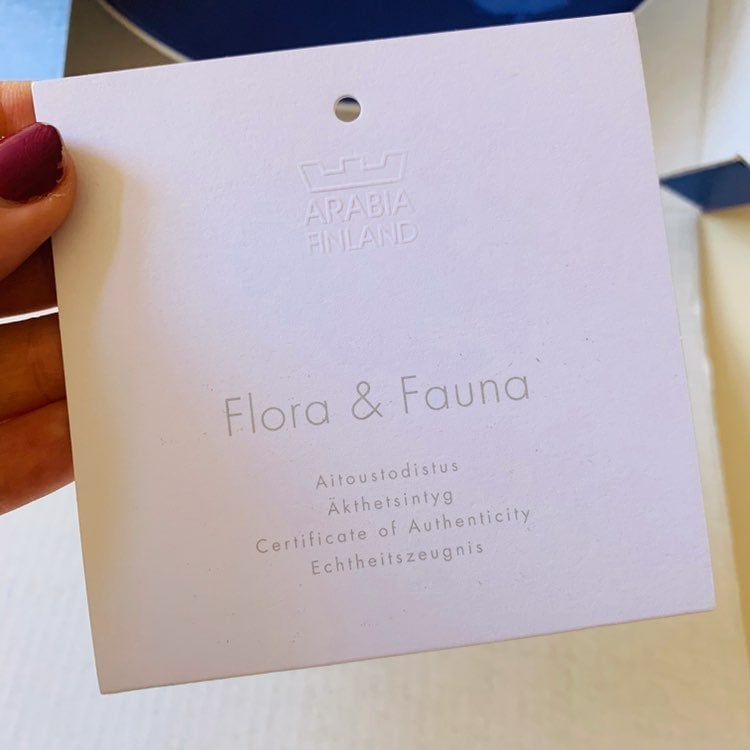 ARABIA
FINLAND
Flora & Fauna
Aitoustodistus
Äkthetsintyg
Certificate of Authenticity
Echtheitszeugnis